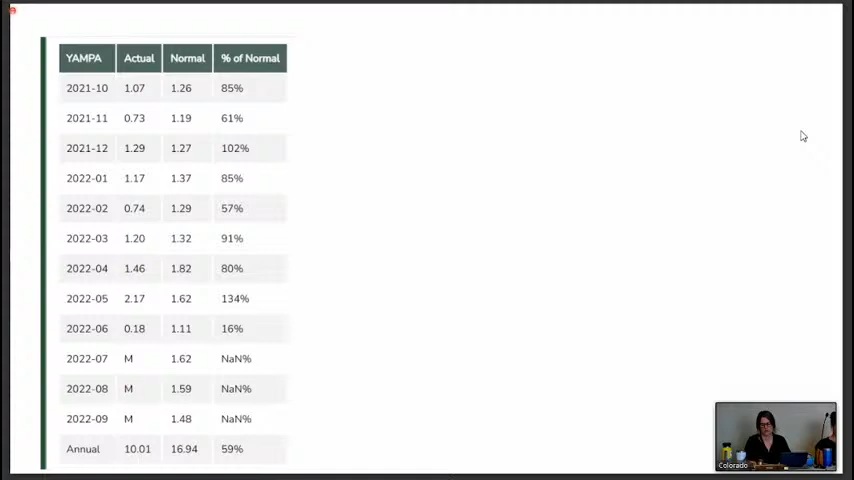 YAMPA Actual Normal % of Normal
2021-10 1.07 1.26 85%
2021-11 0.73 1.19 61%
2021-12 1.29 1.27 102%
2022-01 1.17 1.37 85%
2022-02 0.74 1.29 57%
2022-03 1.20 1.32 91%
2022-04 1.46 1.82 80%
2022-05 2.17 1.62 134%
2022-06 0.18 1.11 16%
2022-07 M 1.62 NaN%
2022-08 M 1.59 NaN%
2022-09 M 1.48 NaN%
Annual 10.01 16.94 59%
Colorado